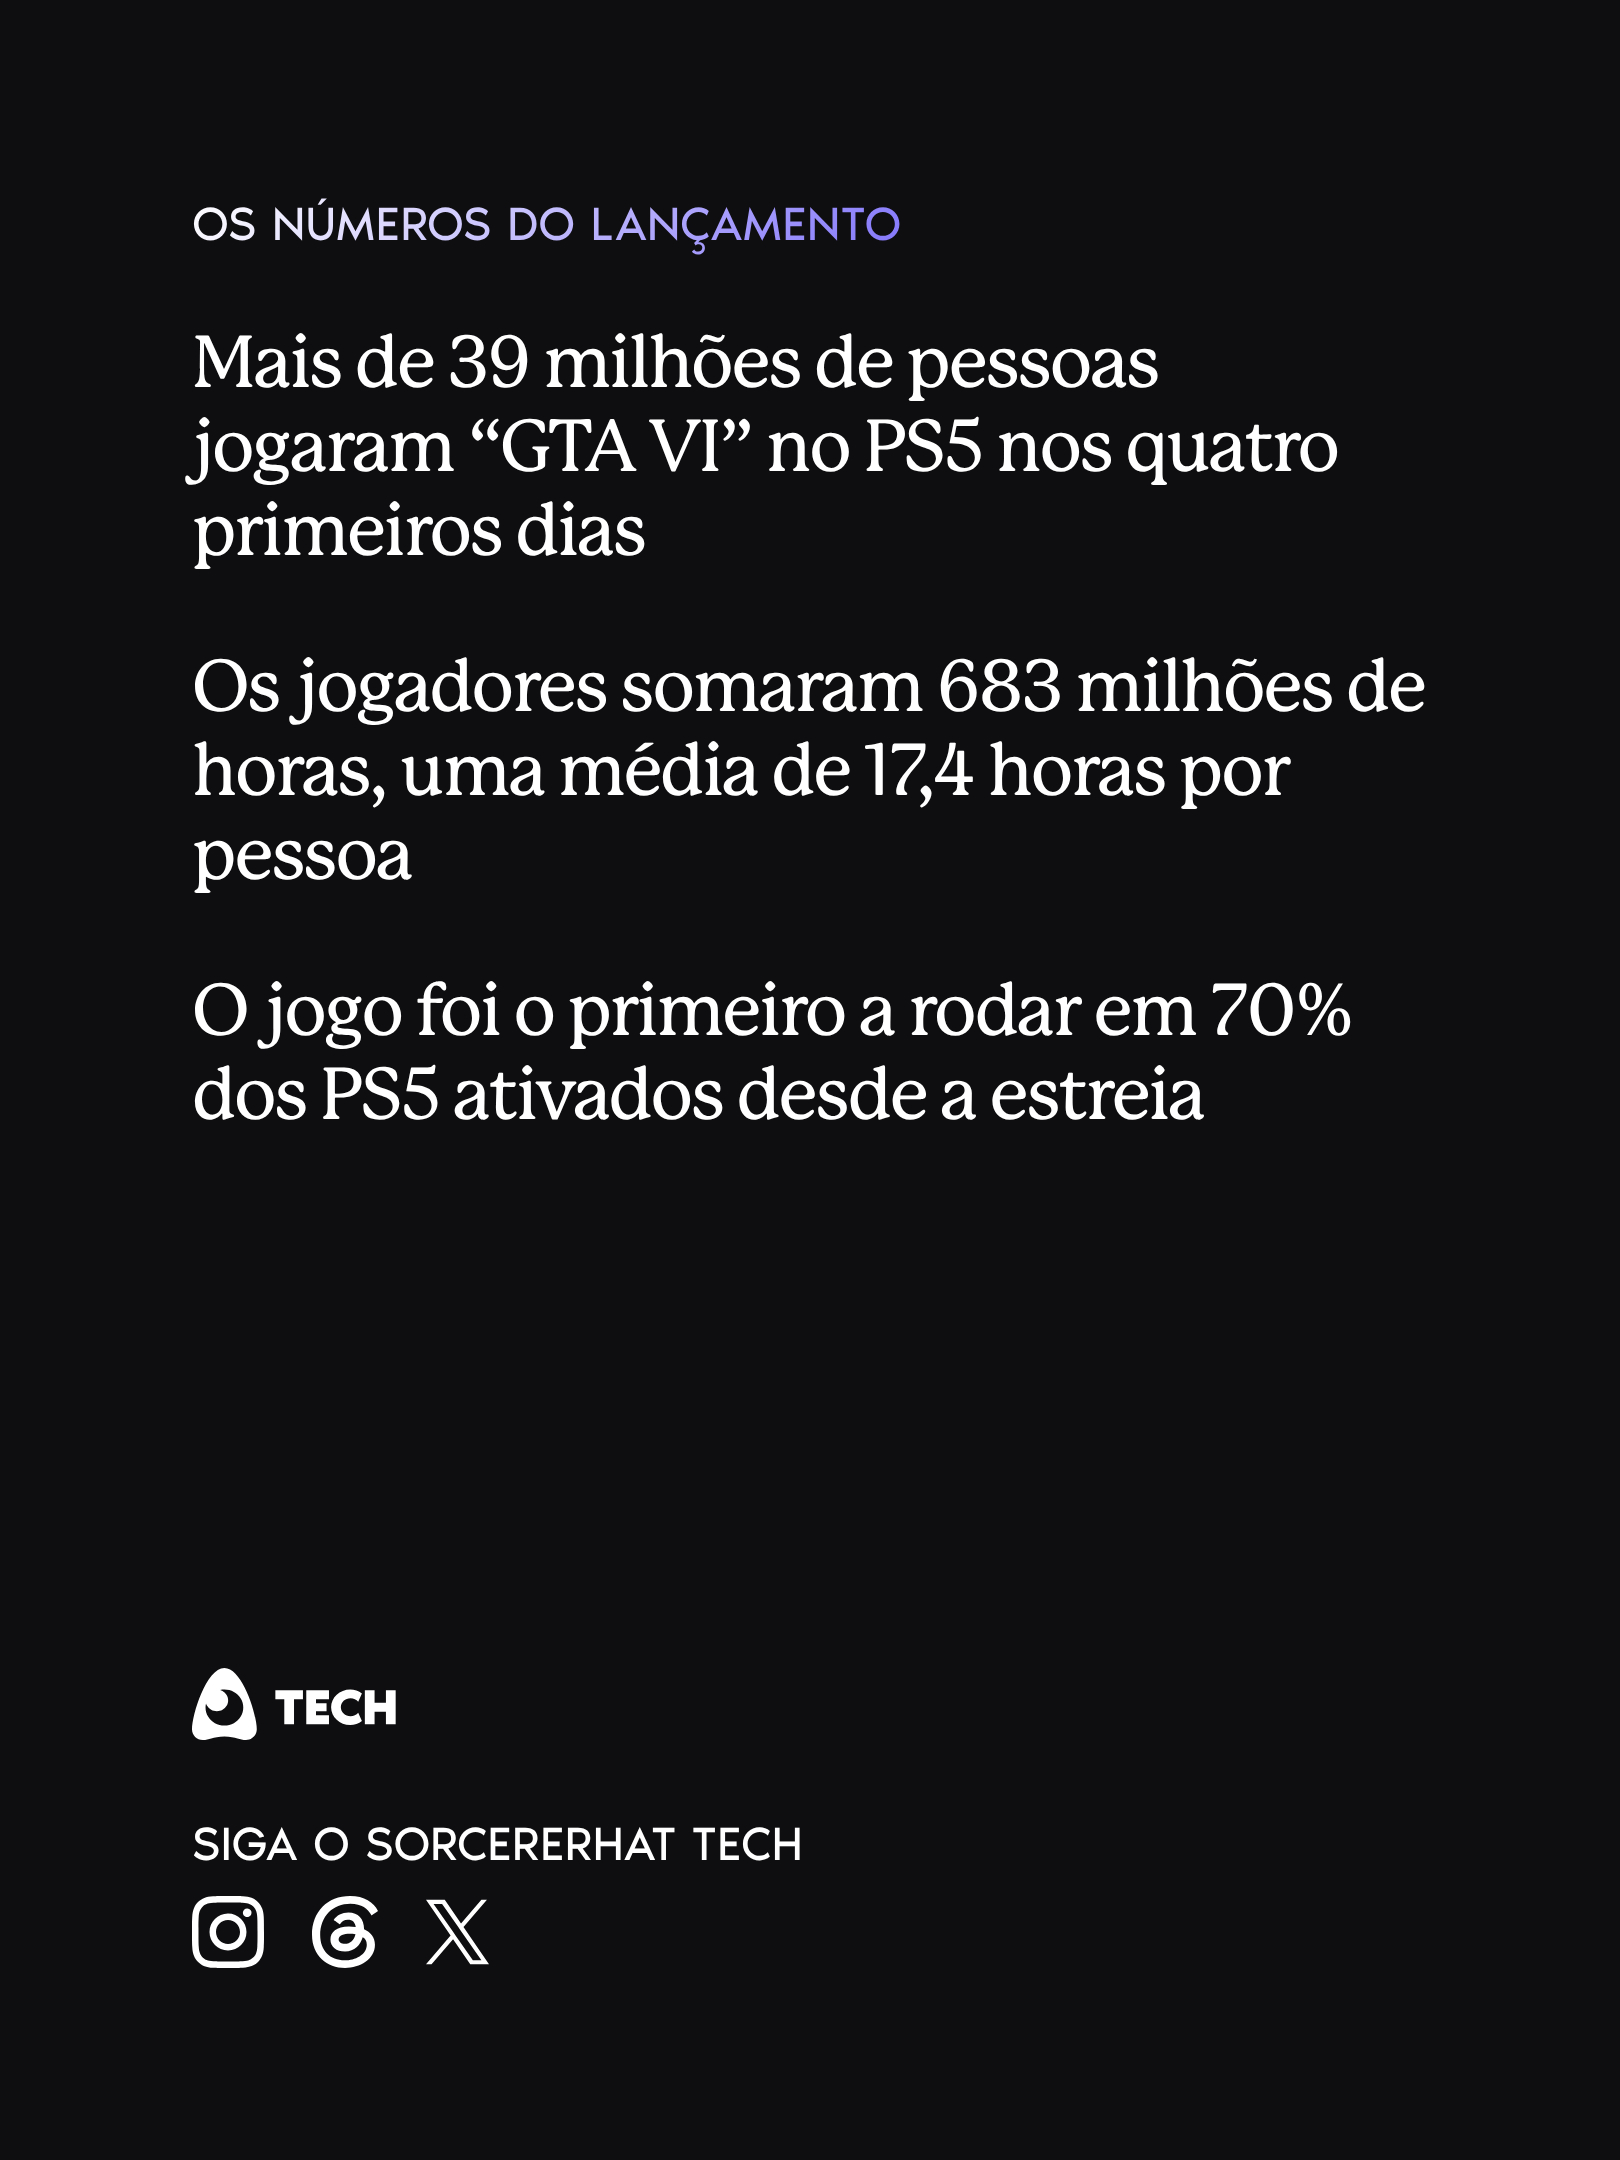 OS NÚMEROS DO LANÇAMENTO
Mais de 39 milhões de pessoas
jogaram “GTA VI” no PS5 nos quatro
primeiros dias
Os jogadores somaram 683 milhões de
horas, uma média de 17,4 horas por
pessoa
O jogo foi o primeiro a rodar em 70%
dos PS5 ativados desde a estreia
TECH
SIGA O SORCERERHAT TECH